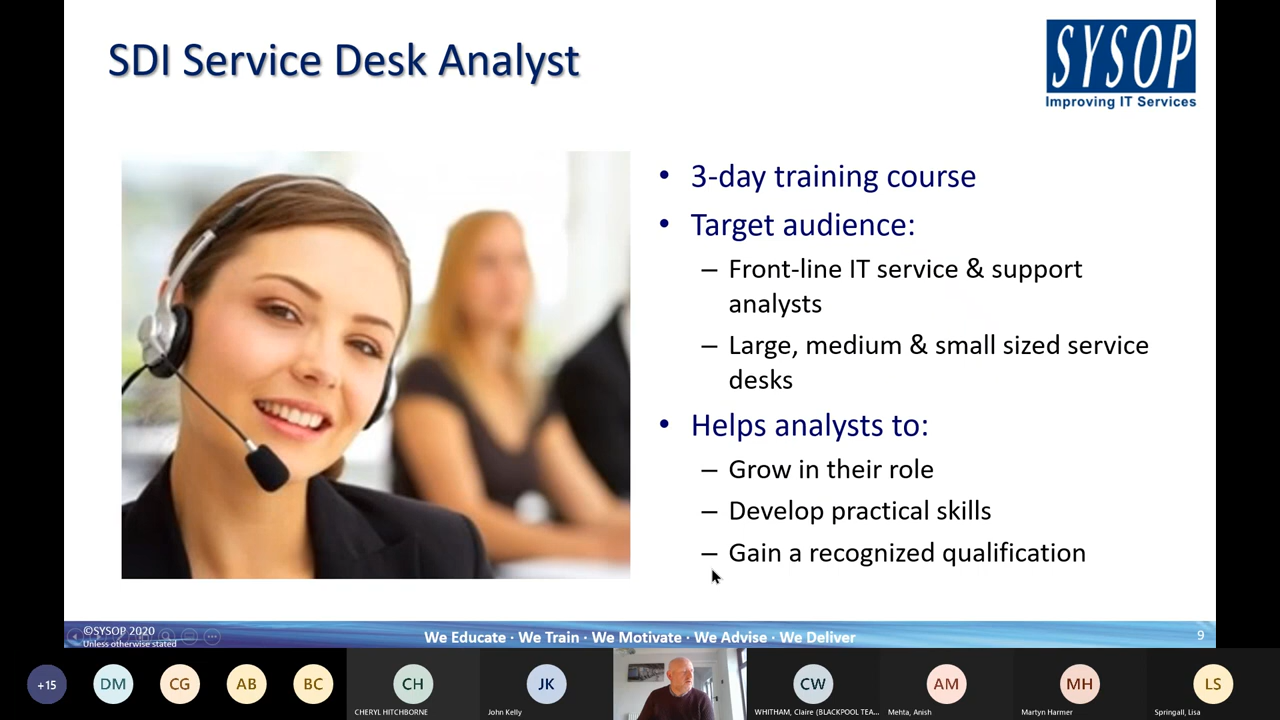 SDI Service Desk Analyst
SYSOP
Improving IT Services
• 3-day training course
• Target audience:
– Front-line IT service & support
analysts
– Large, medium & small sized service
desks
• Helps analysts to:
– Grow in their role
– Develop practical skills
– Gain a recognized qualification
©SYSOP 2020
Unless otherwise stated
We Educate · We Train · We Motivate · We Advise · We Deliver
9
+15
DM
CG
AB
BC
CH
JK
CW
AM
MH
LS
CHERYL HITCHBORNE
John Kelly
WHITHAM, Claire (BLACKPOOL TEA...
Mehta, Anish
Martyn Harmer
Springall, Lisa